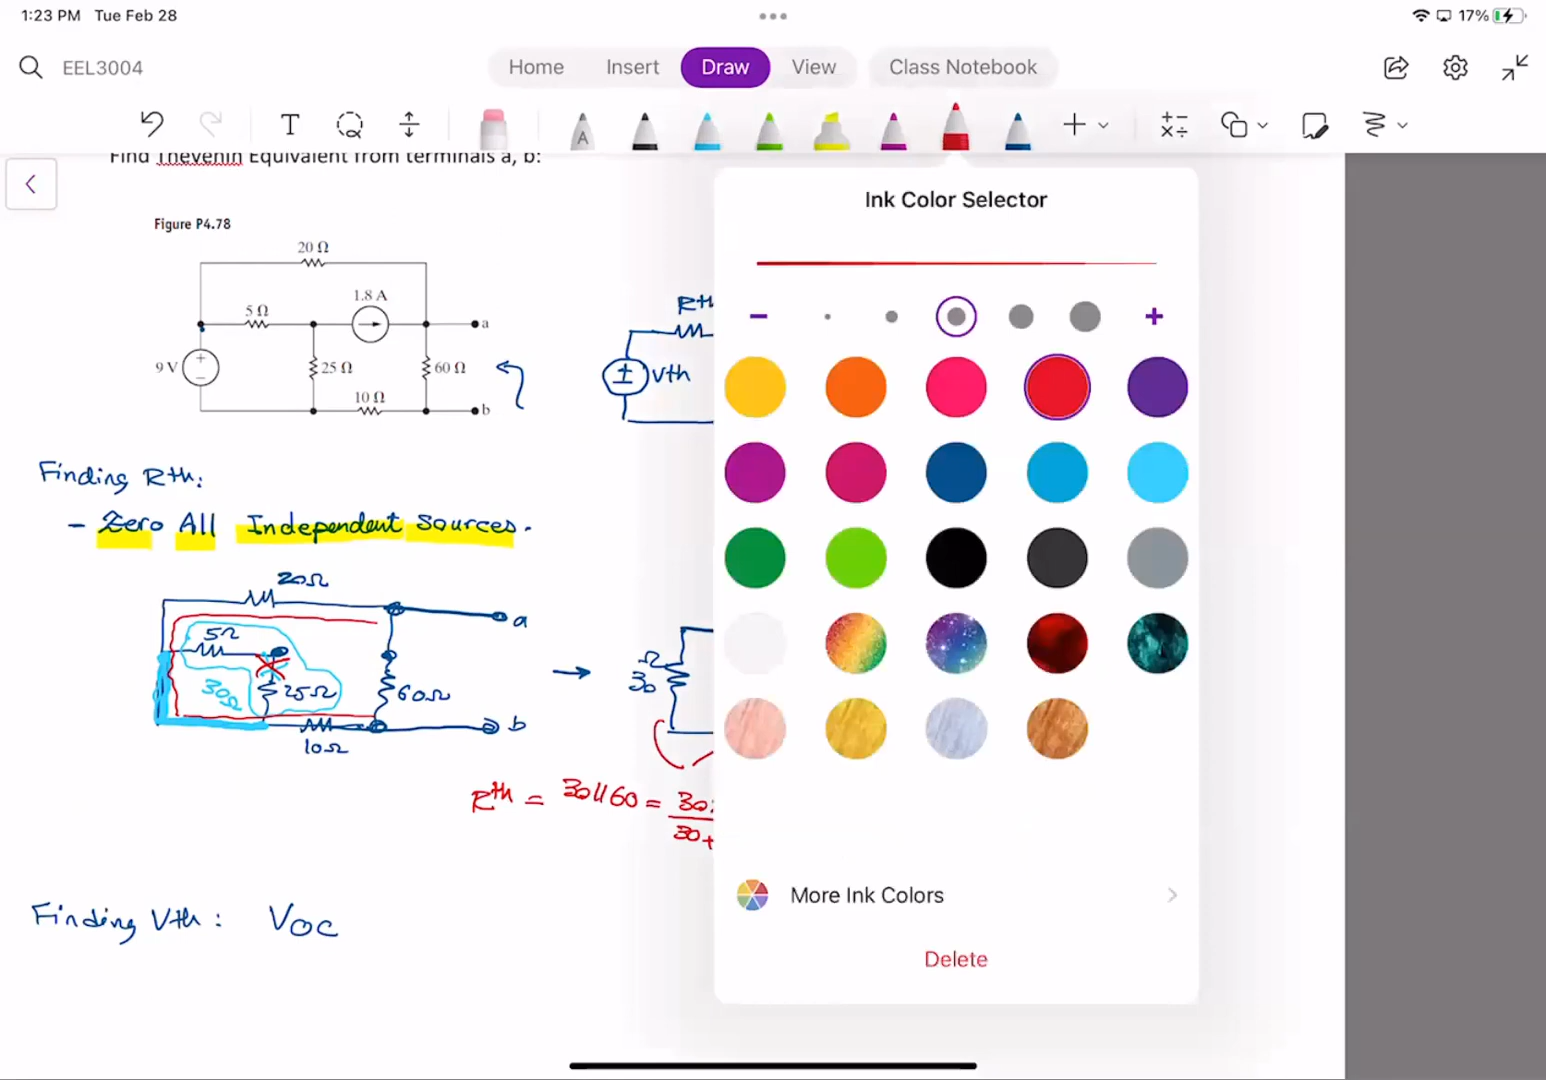 1:23 PM Tue Feb 28
17%
EEL3004
Home Insert Draw View Class Notebook
T
A
Find Thevenin Equivalent from terminals a, b:
Ink Color Selector
Figure P4.78
20 Ω
1.8 A
5 Ω
a
9 V
+
−
25 Ω
60 Ω
10 Ω
b
Rth
±
Vth
Finding Rth:
- Zero All Independent Sources.
20Ω
a
5Ω
30Ω
25Ω
60Ω
10Ω
b
→
Ω
30
Rth = 30||60 = 30
30+
More Ink Colors
Delete
Finding Vth : VOC